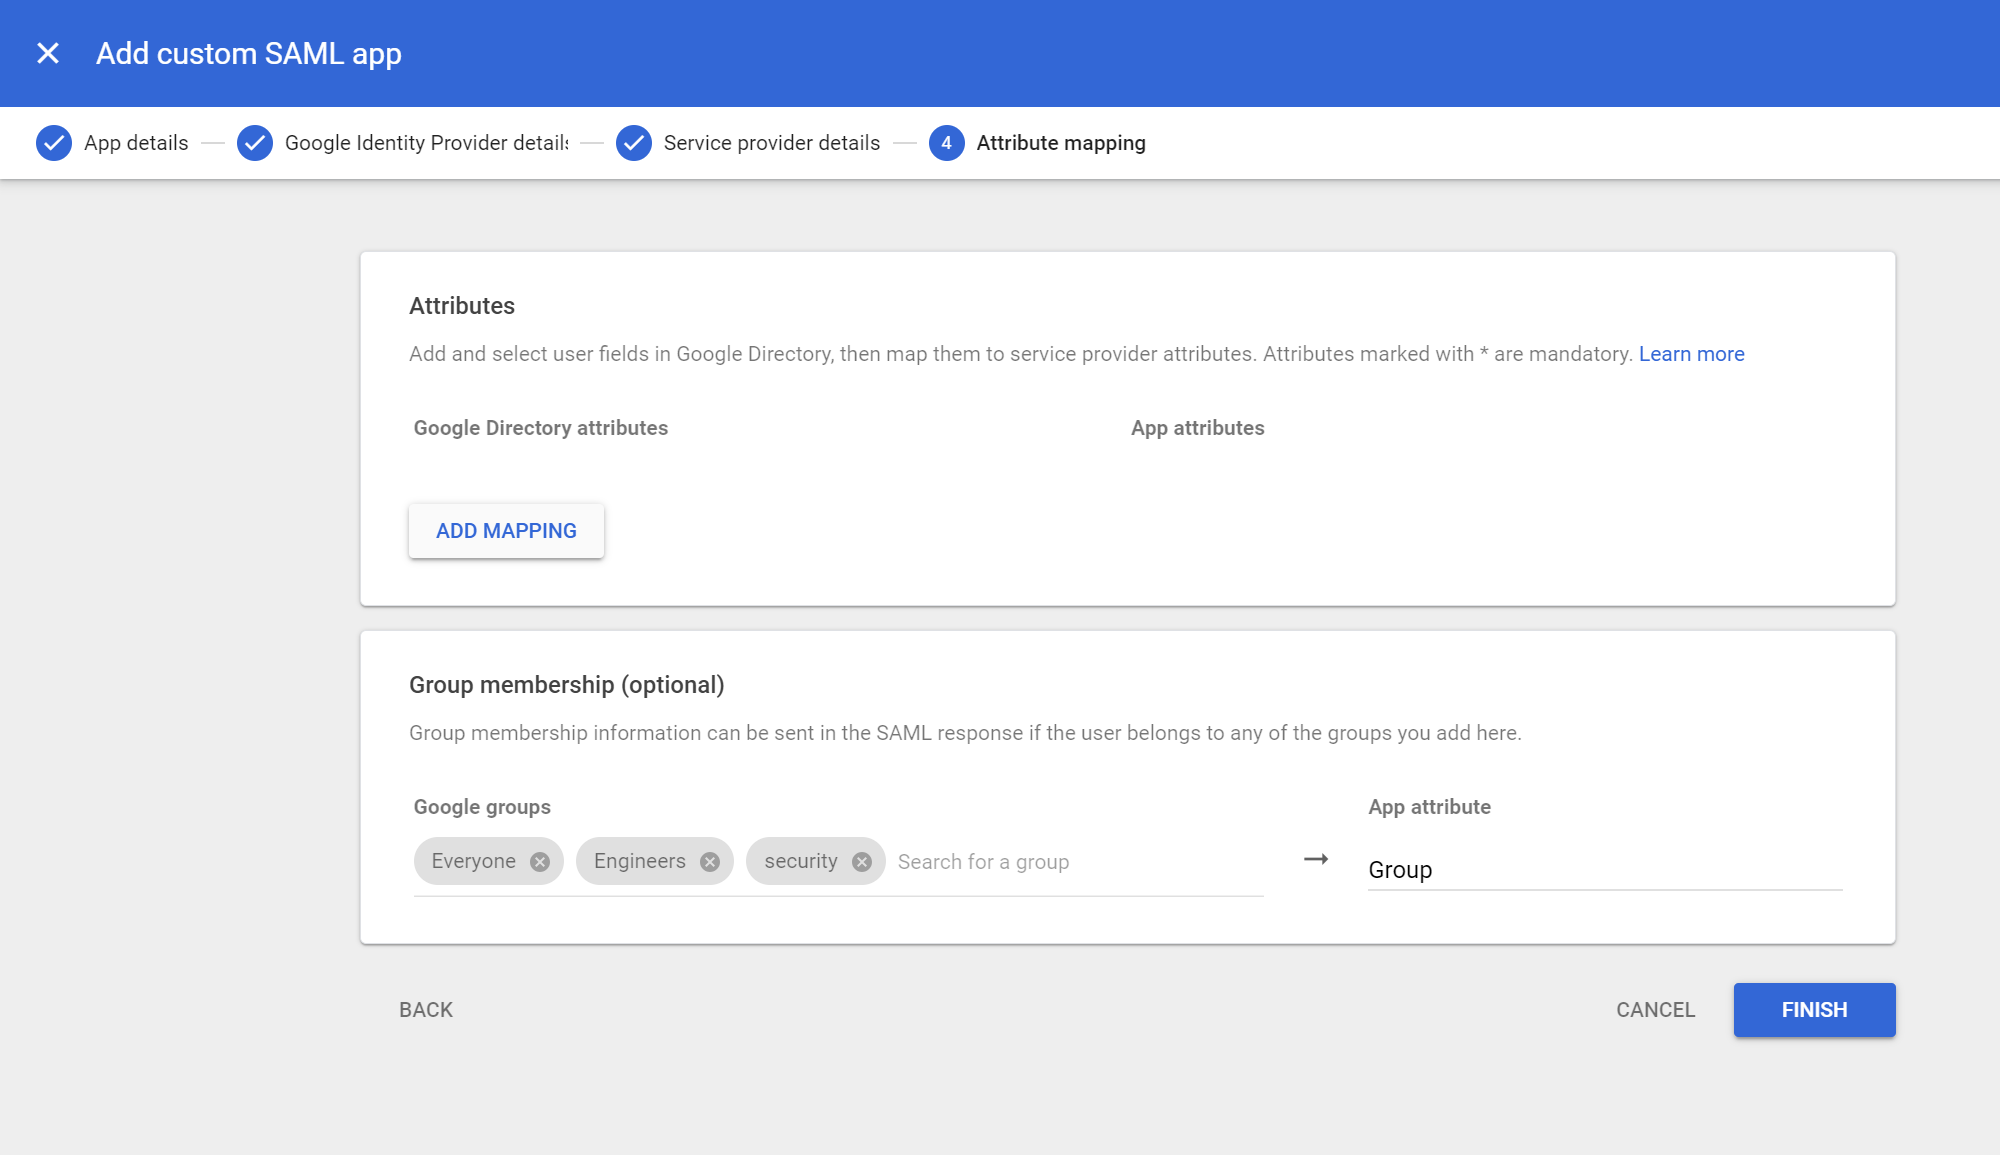 Add custom SAML app
App details
Google Identity Provider details
Service provider details
4 Attribute mapping
Attributes
Add and select user fields in Google Directory, then map them to service provider attributes. Attributes marked with * are mandatory. Learn more
Google Directory attributes
App attributes
ADD MAPPING
Group membership (optional)
Group membership information can be sent in the SAML response if the user belongs to any of the groups you add here.
Google groups
App attribute
Everyone Engineers security Search for a group
Group
BACK
CANCEL
FINISH